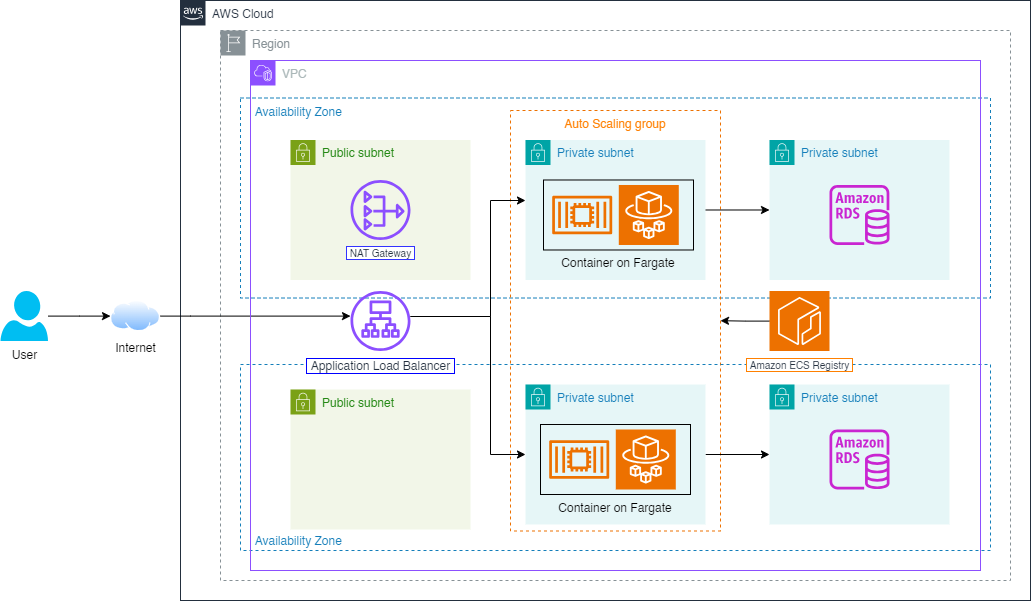 aws
AWS Cloud
Region
VPC
Availability Zone
Auto Scaling group
Public subnet
Private subnet
Private subnet
Amazon
RDS
NAT Gateway
Container on Fargate
User
Internet
Application Load Balancer
Amazon ECS Registry
Public subnet
Private subnet
Private subnet
Amazon
RDS
Container on Fargate
Availability Zone